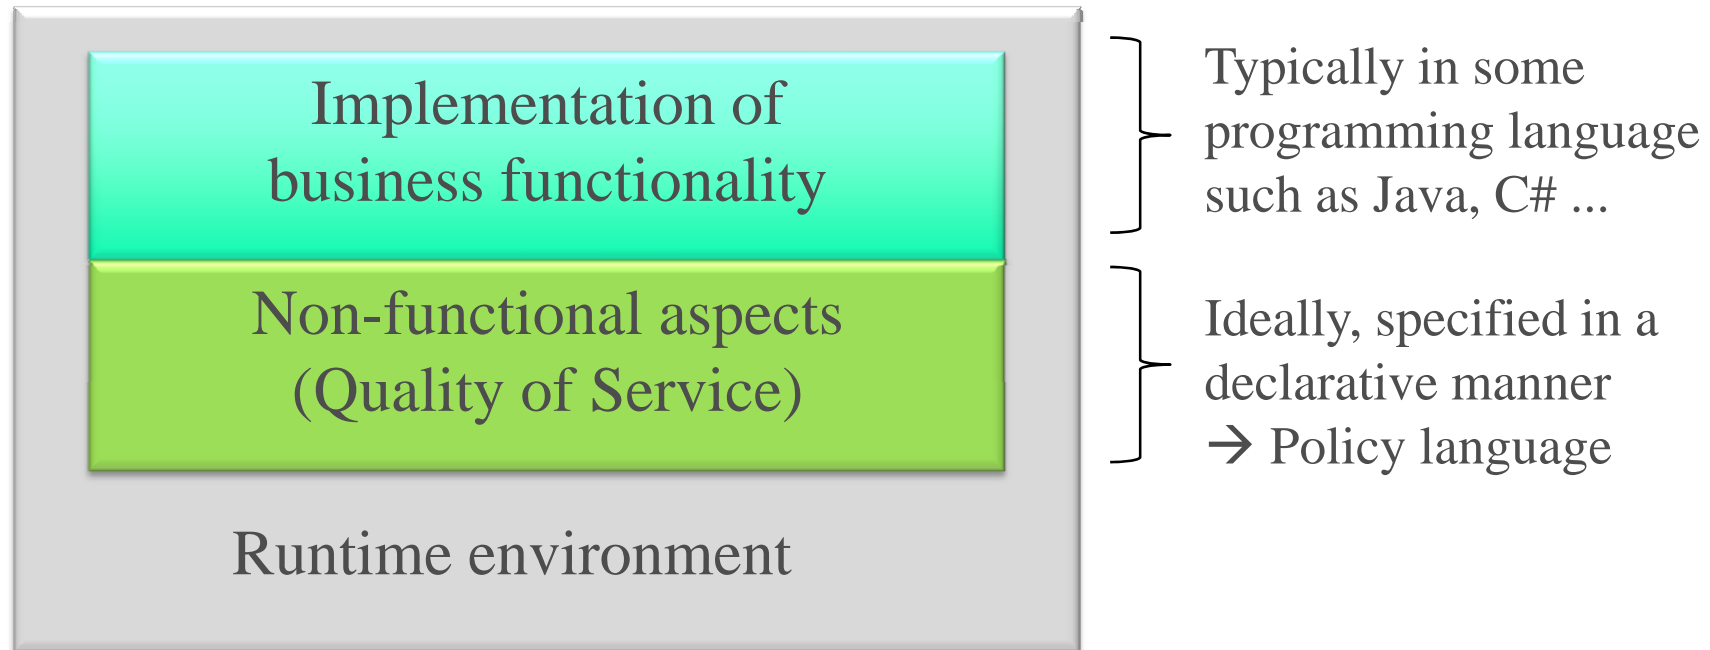 Implementation of
business functionality
Typically in some
programming language
such as Java, C# ...
Non-functional aspects
(Quality of Service)
Ideally, specified in a
declarative manner
→ Policy language
Runtime environment